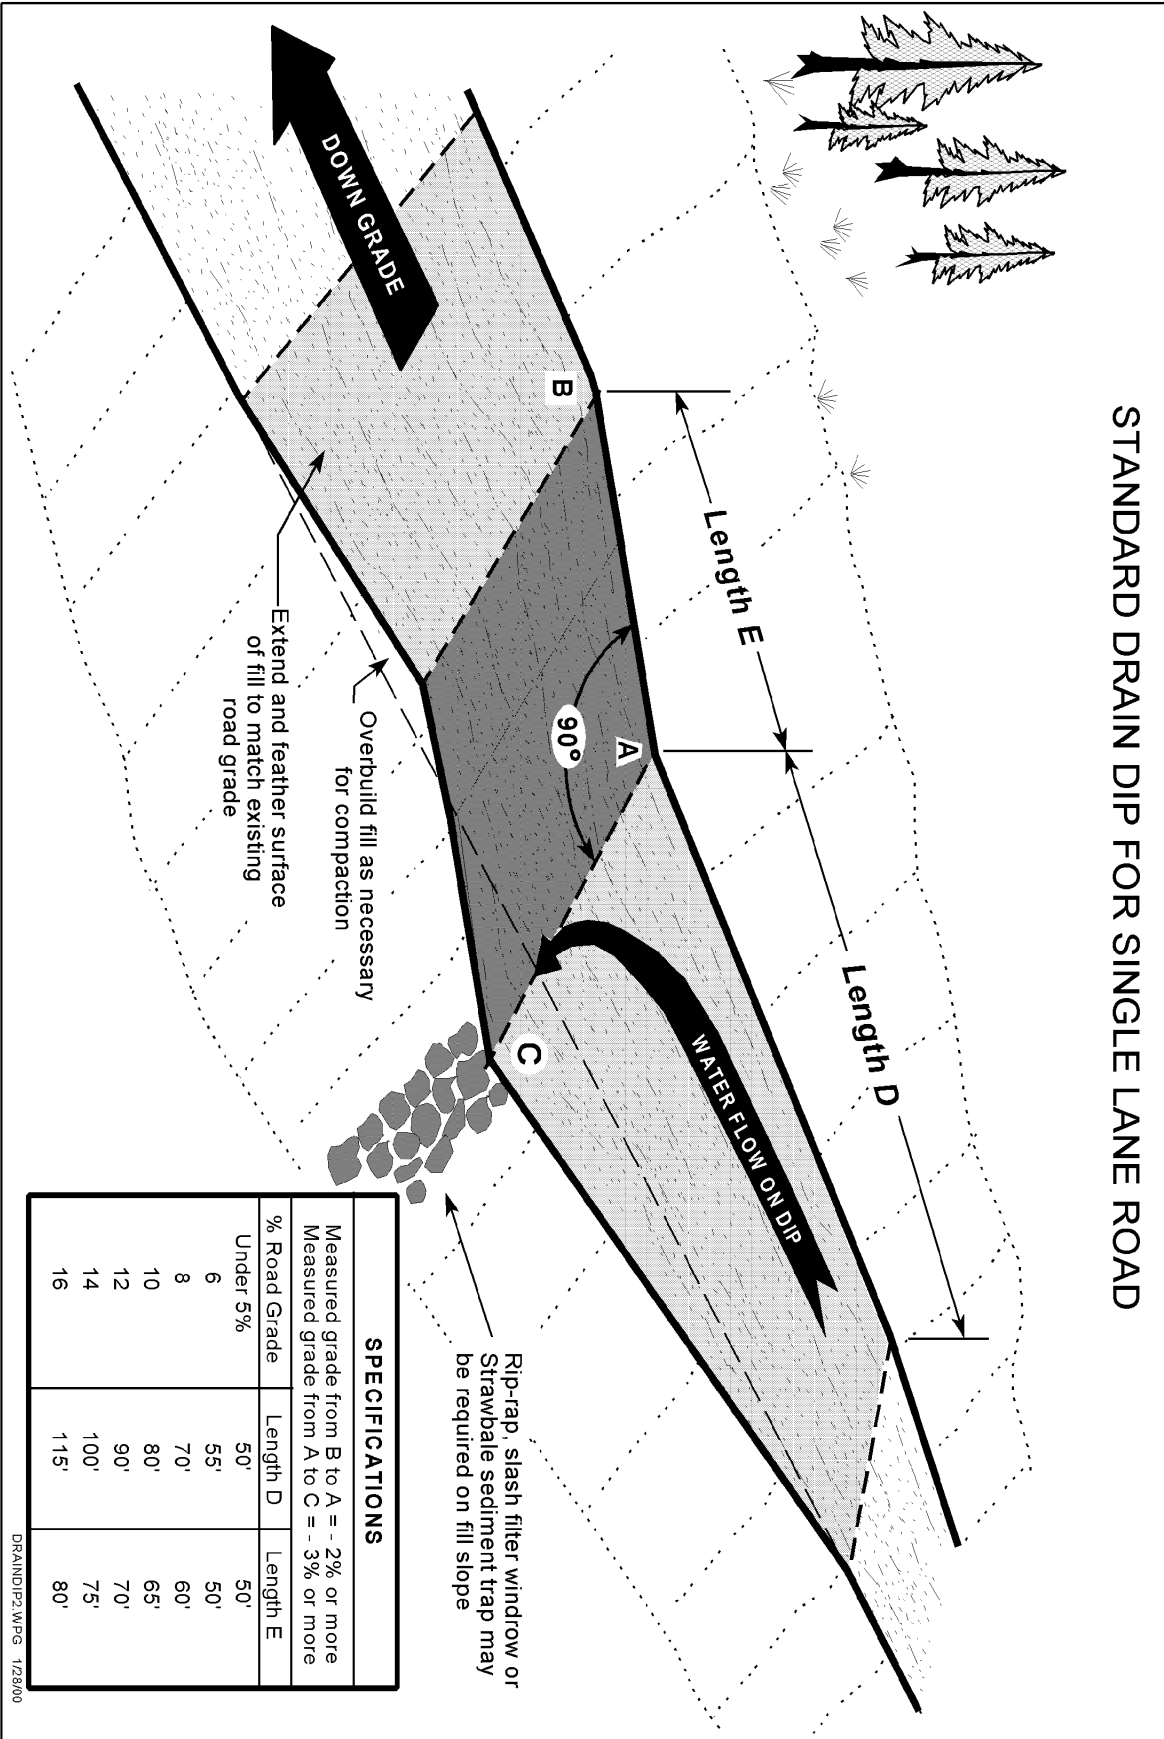 STANDARD DRAIN DIP FOR SINGLE LANE ROAD
Length D
Length E
DOWN GRADE
B
A
90°
C
WATER FLOW ON DIP
Rip-rap, slash filter windrow or
Strawbale sediment trap may
be required on fill slope
Overbuild fill as necessary
for compaction
Extend and feather surface
of fill to match existing
road grade
SPECIFICATIONS
Measured grade from B to A = - 2% or more
Measured grade from A to C = - 3% or more
% Road Grade Length D Length E
Under 5% 50' 50'
6 55' 50'
8 70' 60'
10 80' 65'
12 90' 70'
14 100' 75'
16 115' 80'
DRAINDIP2.WPG 1/28/00